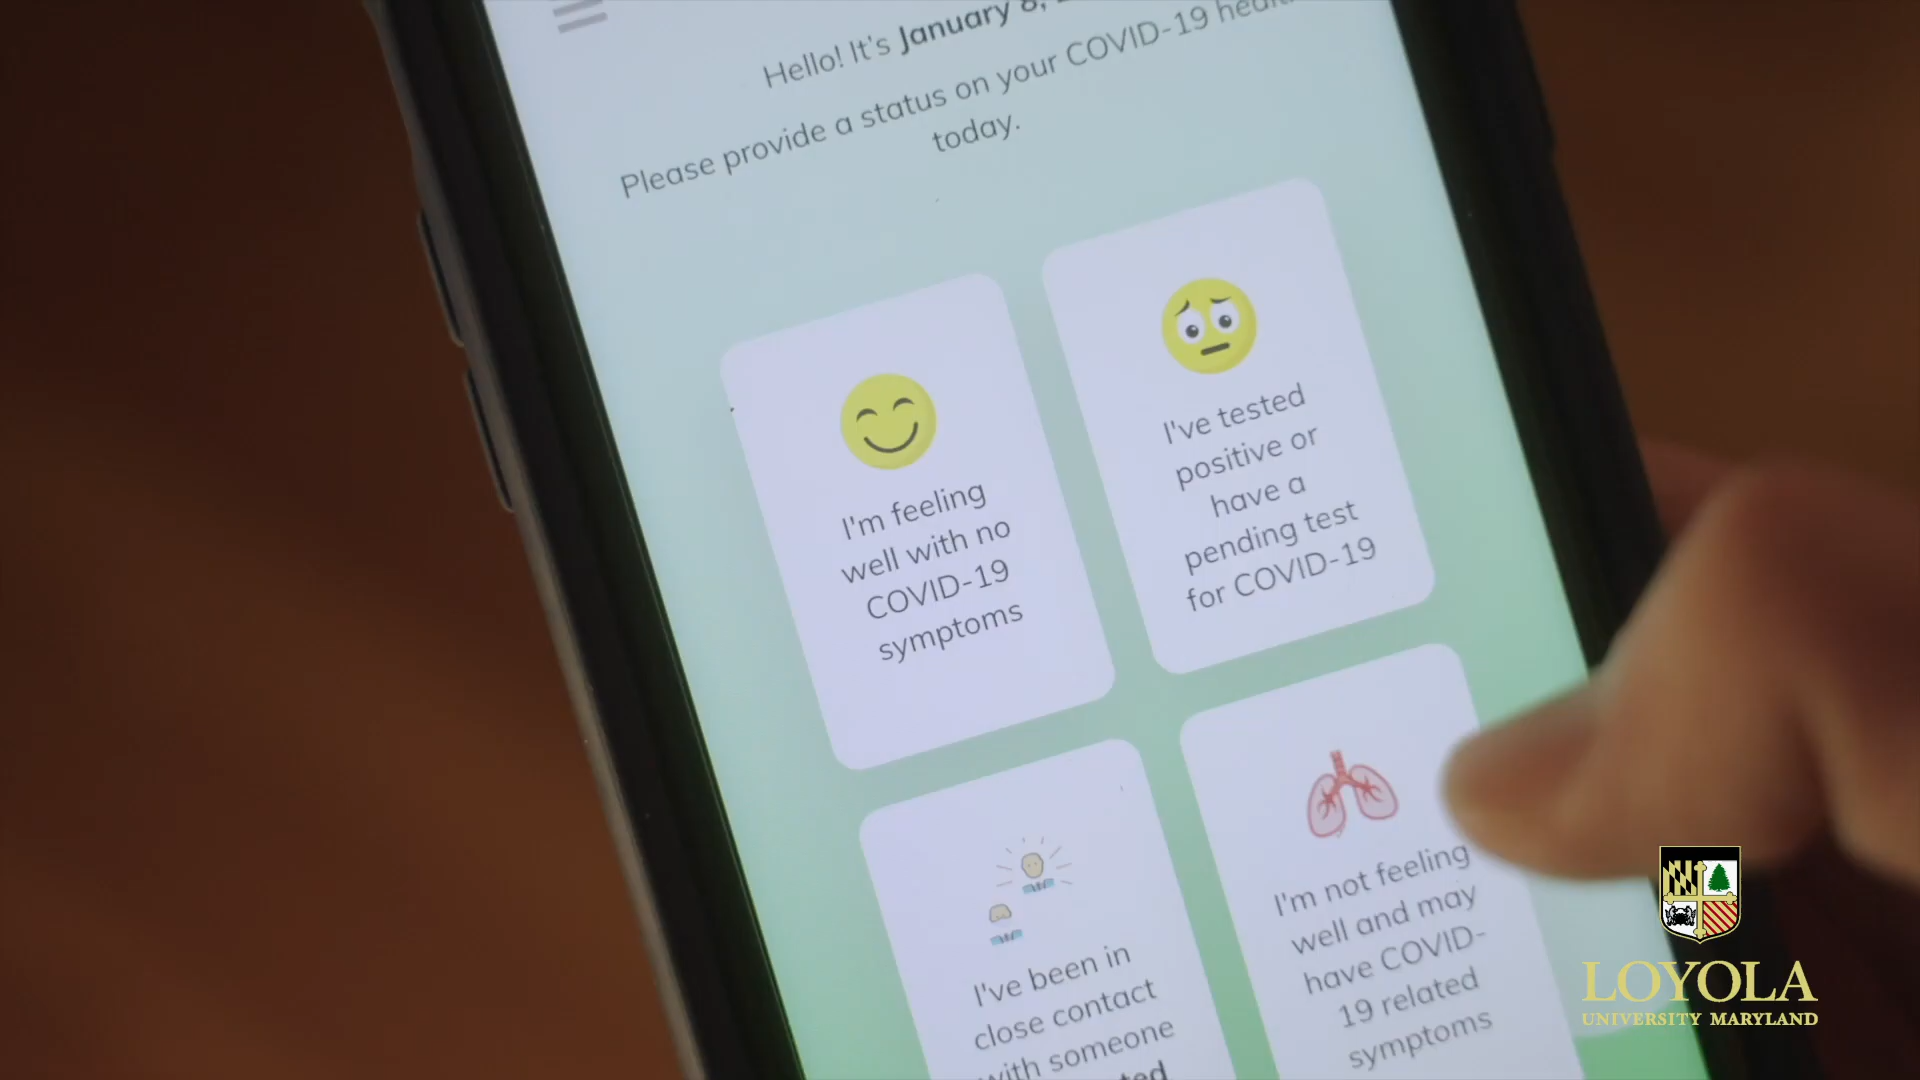 Hello! It's January 8,
Please provide a status on your COVID-19
today.
I'm feeling
well with no
COVID-19
symptoms
I've tested
positive or
have a
pending test
for COVID-19
I've been in
close contact
with someone
I'm not feeling
well and may
have COVID-
19 related
symptoms
LOYOLA
UNIVERSITY MARYLAND